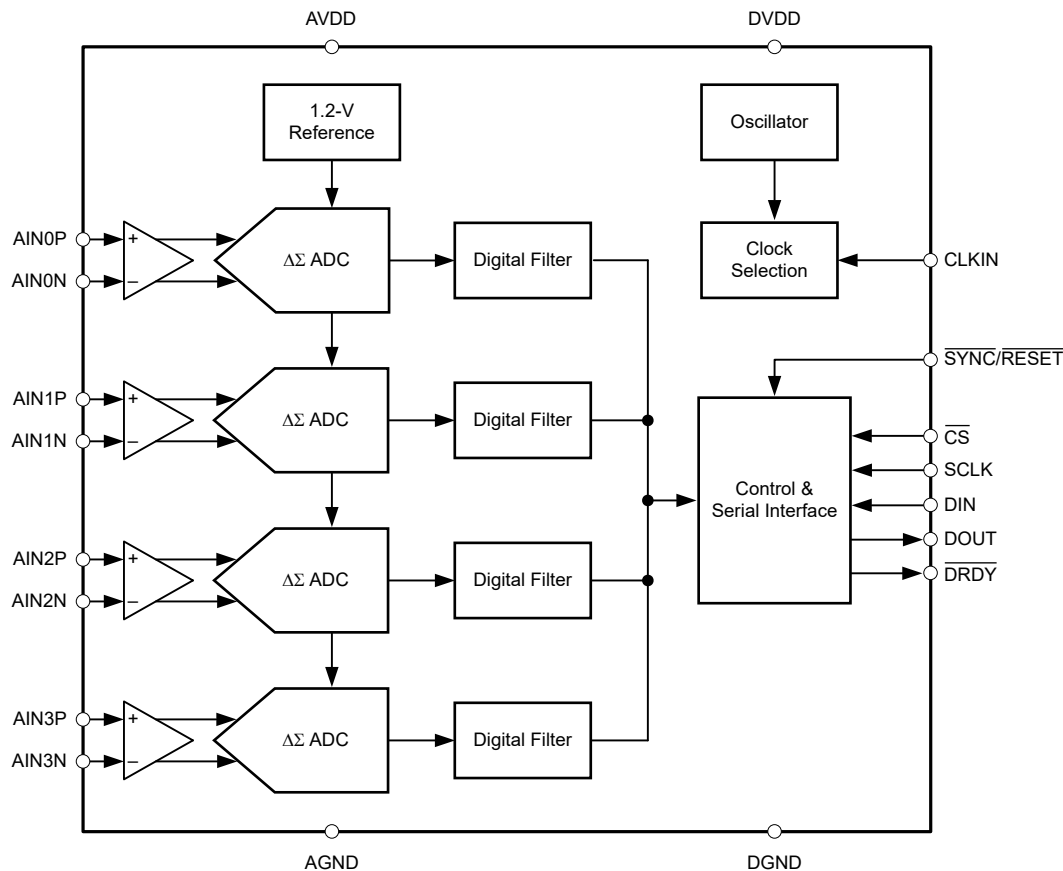 AVDD
DVDD
1.2-V
Reference
Oscillator
AIN0P
+
AIN0N
–
ΔΣ ADC
Digital Filter
Clock
Selection
CLKIN
SYNC/RESET
AIN1P
+
AIN1N
–
ΔΣ ADC
Digital Filter
CS
SCLK
Control &
Serial Interface
DIN
DOUT
DRDY
AIN2P
+
AIN2N
–
ΔΣ ADC
Digital Filter
AIN3P
+
AIN3N
–
ΔΣ ADC
Digital Filter
AGND
DGND